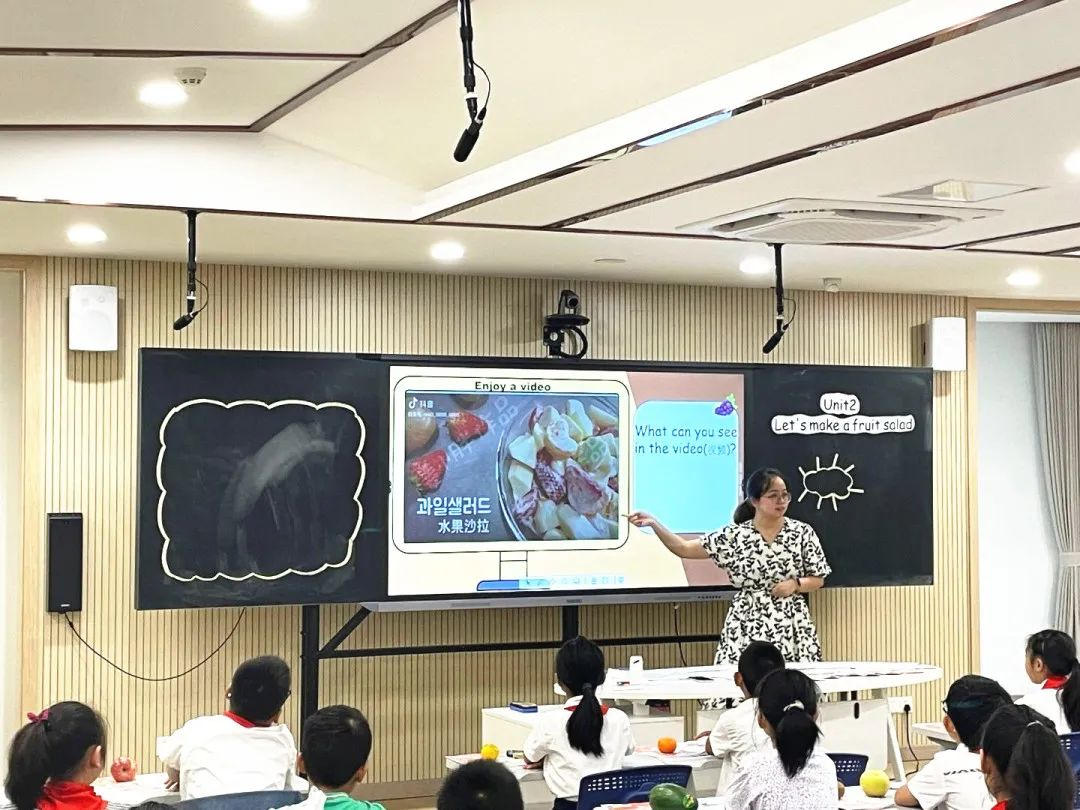 Enjoy a video
抖音
과일샐러드
水果沙拉
What can you see
in the video(视频)?
Unit2
Let's make a fruit salad